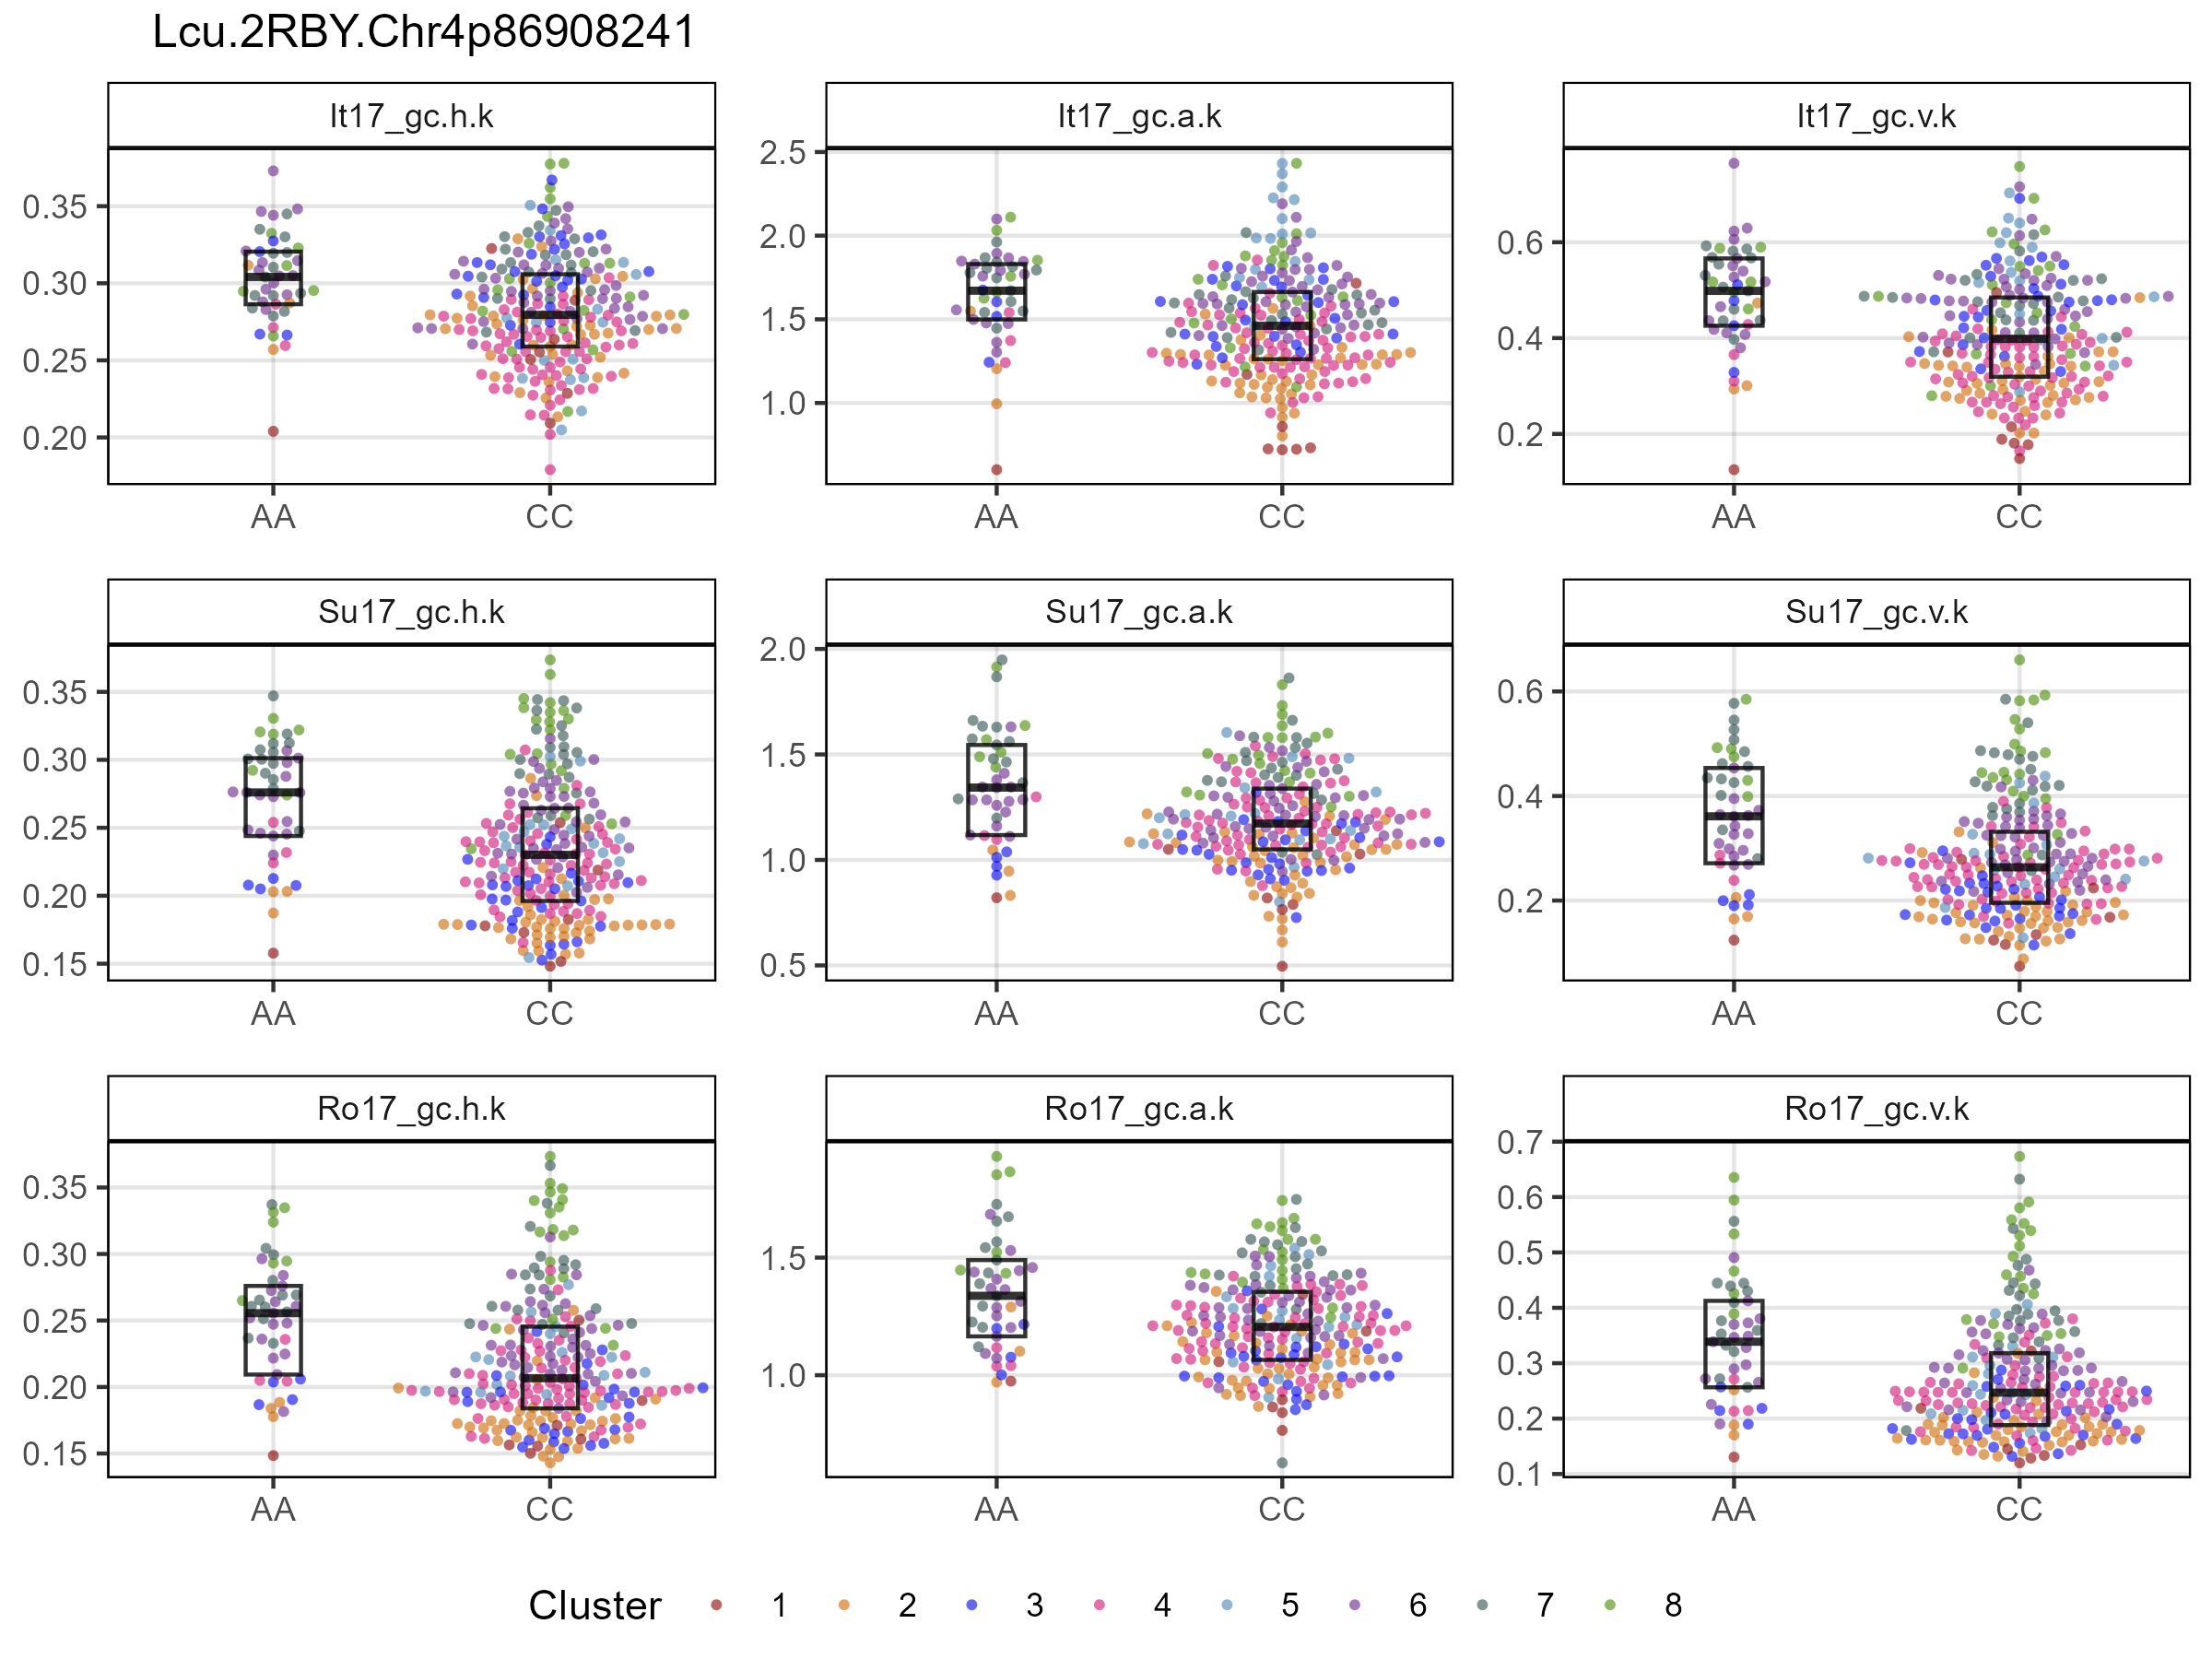 Lcu.2RBY.Chr4p86908241
It17_gc.h.k
It17_gc.a.k
It17_gc.v.k
0.35
0.30
0.25
0.20
AA
CC
2.5
2.0
1.5
1.0
AA
CC
0.6
0.4
0.2
AA
CC
Su17_gc.h.k
Su17_gc.a.k
Su17_gc.v.k
0.35
0.30
0.25
0.20
0.15
AA
CC
2.0
1.5
1.0
0.5
AA
CC
0.6
0.4
0.2
AA
CC
Ro17_gc.h.k
Ro17_gc.a.k
Ro17_gc.v.k
0.35
0.30
0.25
0.20
0.15
AA
CC
1.5
1.0
AA
CC
0.7
0.6
0.5
0.4
0.3
0.2
0.1
AA
CC
Cluster 1 2 3 4 5 6 7 8